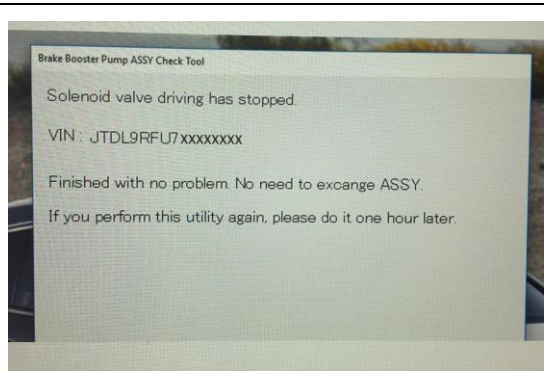 Brake Booster Pump ASSY Check Tool
Solenoid valve driving has stopped.
VIN : JTDL9RFU7XXXXXXXX
Finished with no problem. No need to excange ASSY.
If you perform this utility again, please do it one hour later.